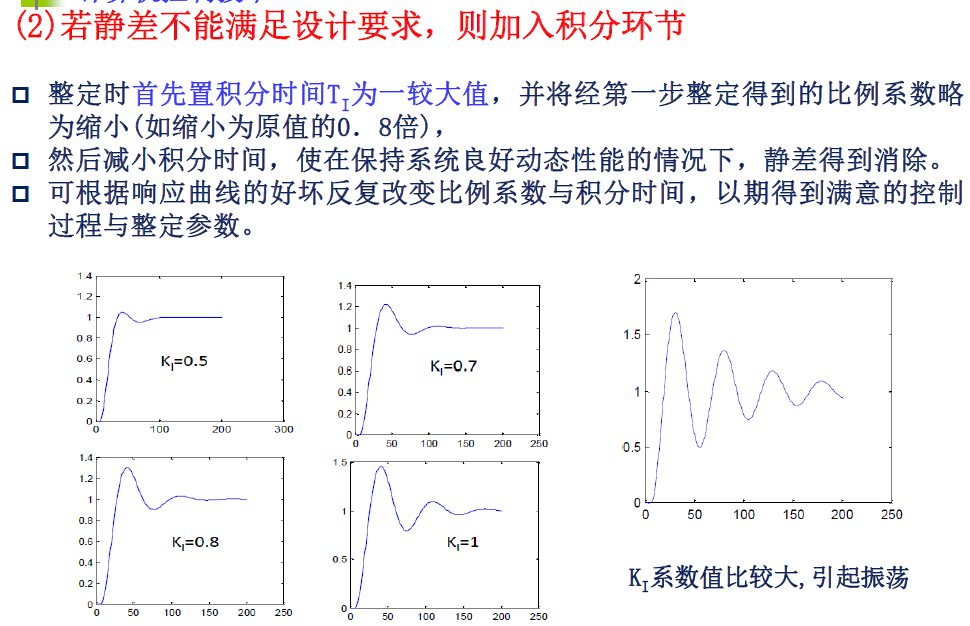 (2)若静差不能满足设计要求，则加入积分环节
整定时首先置积分时间TI为一较大值，并将经第一步整定得到的比例系数略
为缩小(如缩小为原值的0．8倍)，
然后减小积分时间，使在保持系统良好动态性能的情况下，静差得到消除。
可根据响应曲线的好坏反复改变比例系数与积分时间，以期得到满意的控制
过程与整定参数。
1.4
1.2
1
0.8
0.6
0.4
0.2
0
0 100 200 300
KI=0.5
1.4
1.2
1
0.8
0.6
0.4
0.2
0
0 50 100 150 200 250
KI=0.7
2
1.5
1
0.5
0
0 50 100 150 200 250
1.4
1.2
1
0.8
0.6
0.4
0.2
0
0 50 100 150 200 250
KI=0.8
1.5
1
0.5
0
0 50 100 150 200 250
KI=1
KI系数值比较大,引起振荡